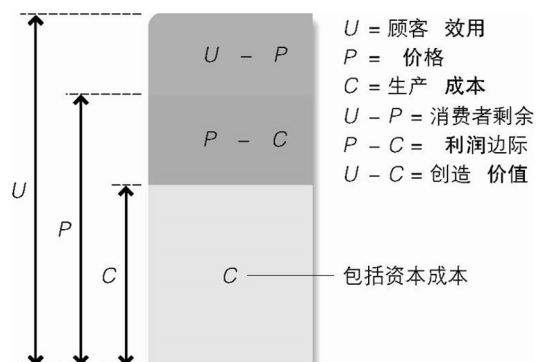 U = 顾客 效用
P = 价格
C = 生产 成本
U – P = 消费者剩余
P – C = 利润边际
U – C = 创造 价值
U – P
P – C
U
P
C
C
包括资本成本